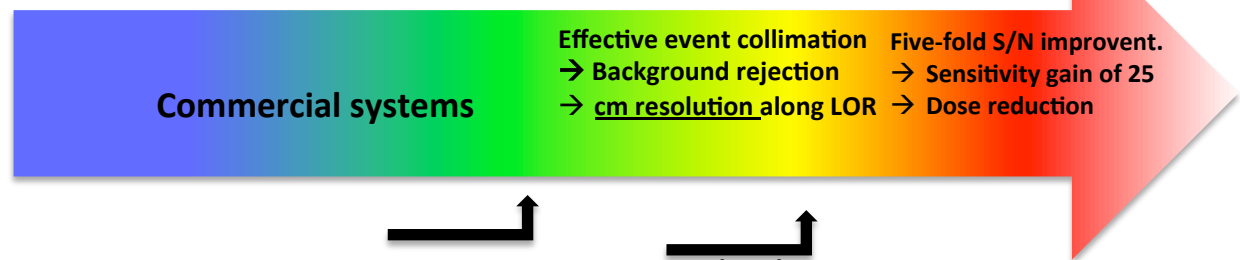 Commercial systems
Effective event collimation
→ Background rejection
→ cm resolution along LOR
Five-fold S/N improvent.
→ Sensitivity gain of 25
→ Dose reduction